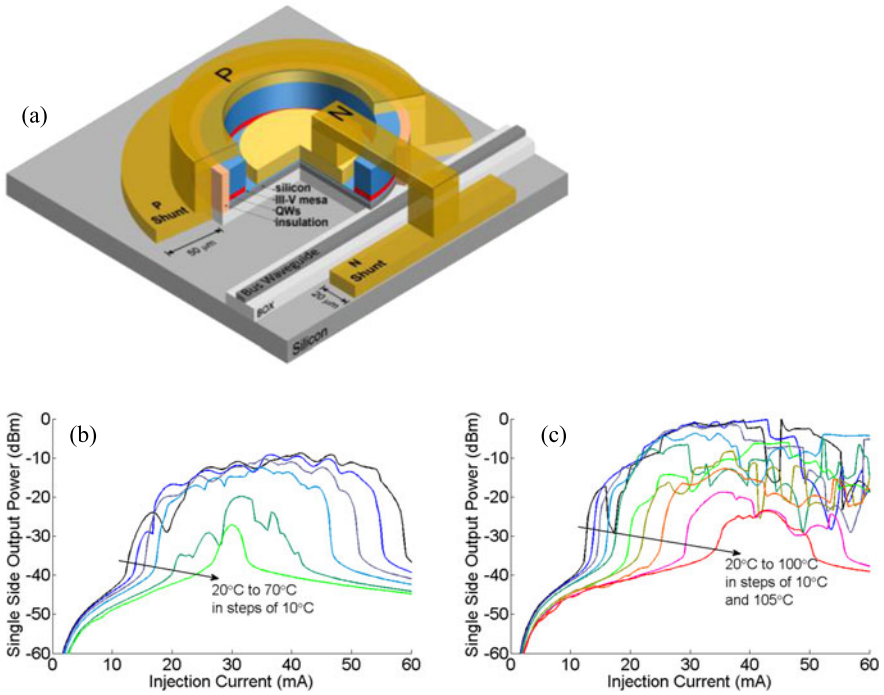 (a)
P
N
P
Shunt
50 μm
silicon
III-V mesa
QWs
insulation
Bus Waveguide
BOX
N
Shunt
20 μm
Silicon
(b)
Single Side Output Power (dBm)
0
-10
-20
-30
-40
-50
-60
20°C to 70°C
in steps of 10°C
0 10 20 30 40 50 60
Injection Current (mA)
(c)
Single Side Output Power (dBm)
0
-10
-20
-30
-40
-50
-60
20°C to 100°C
in steps of 10°C
and 105°C
0 10 20 30 40 50 60
Injection Current (mA)